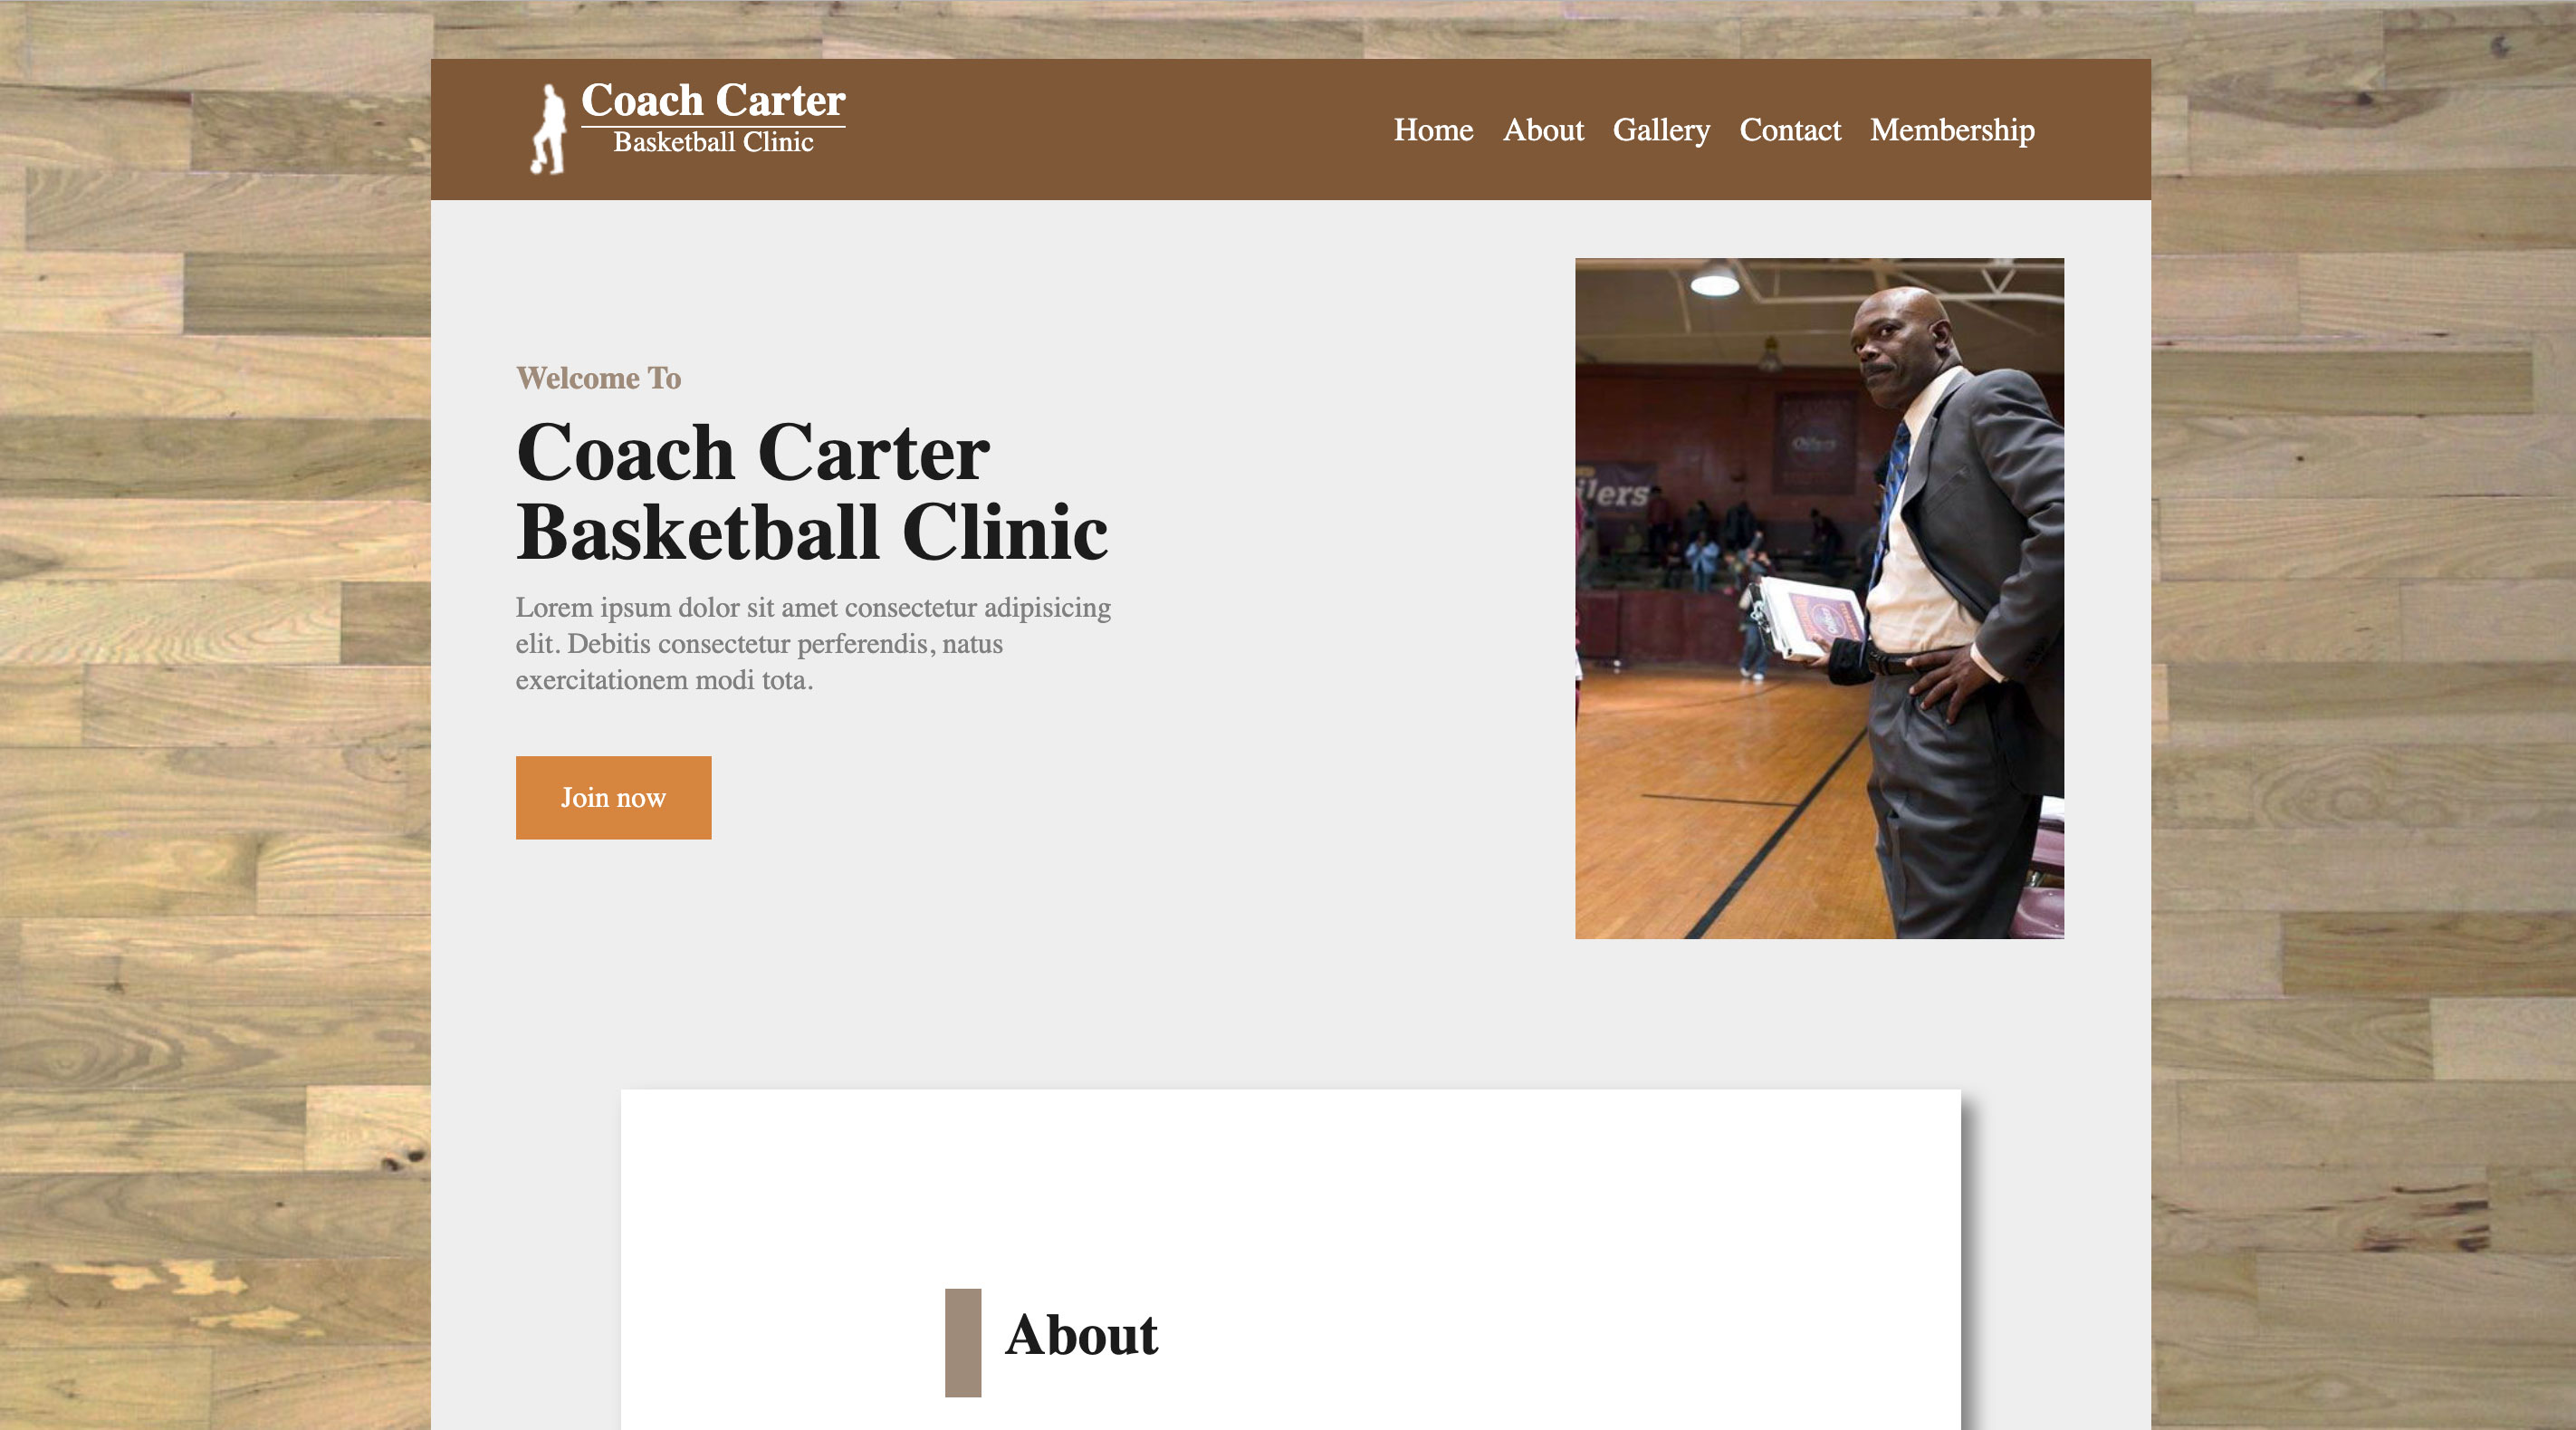 Coach Carter
Basketball Clinic
Home About Gallery Contact Membership
Welcome To
Coach Carter
Basketball Clinic
Lorem ipsum dolor sit amet consectetur adipisicing
elit. Debitis consectetur perferendis, natus
exercitationem modi tota.
Join now
ilers
Oilers
About